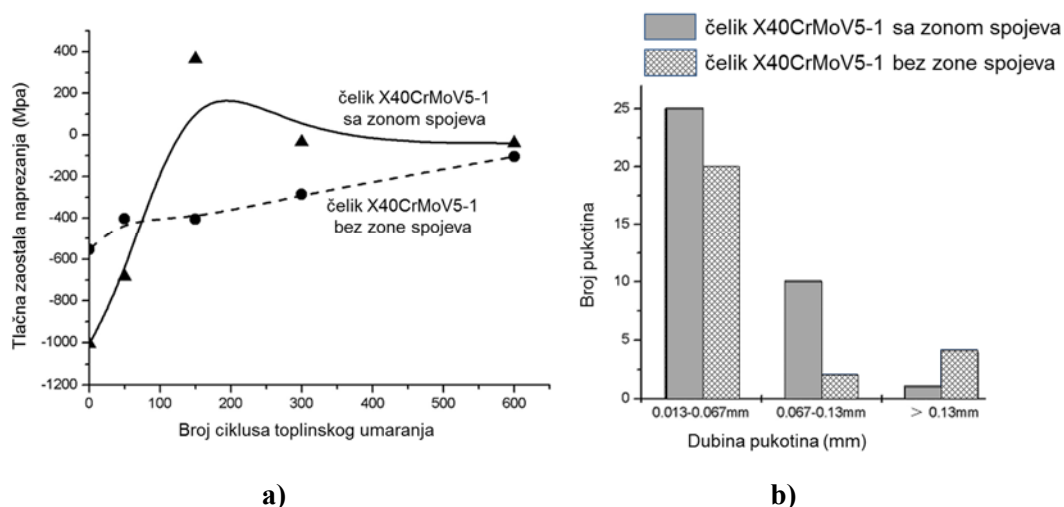 Tlačna zaostala naprezanja (Mpa)
400
200
0
-200
-400
-600
-800
-1000
-1200
čelik X40CrMoV5-1
sa zonom spojeva
čelik X40CrMoV5-1
bez zone spojeva
0 100 200 300 400 500 600
Broj ciklusa toplinskog umaranja
a)
čelik X40CrMoV5-1 sa zonom spojeva
čelik X40CrMoV5-1 bez zone spojeva
Broj pukotina
25
20
15
10
5
0
0.013-0.067mm 0.067-0.13mm > 0.13mm
Dubina pukotina (mm)
b)